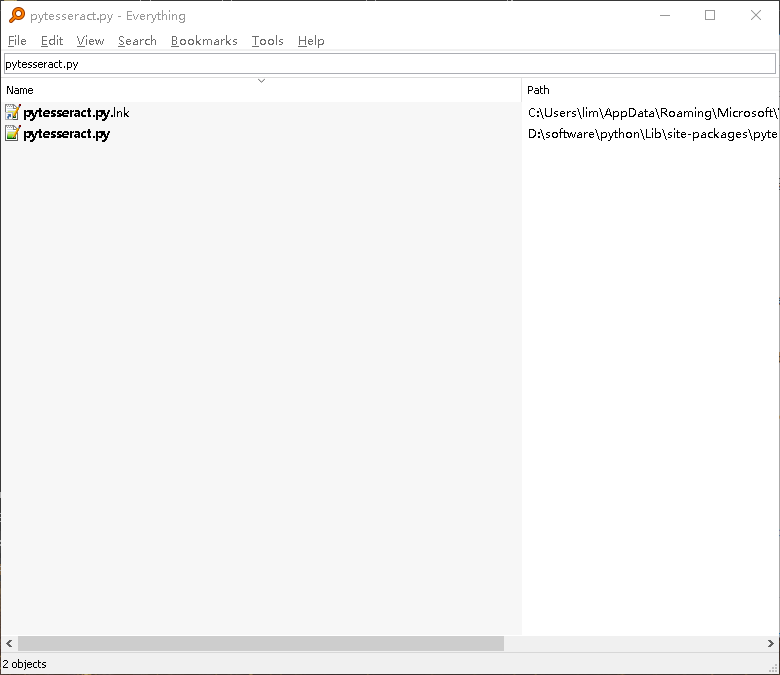 pytesseract.py - Everything
File Edit View Search Bookmarks Tools Help
pytesseract.py
Name Path
pytesseract.py.lnk C:\Users\lim\AppData\Roaming\Microsoft\
pytesseract.py D:\software\python\Lib\site-packages\pyte
2 objects